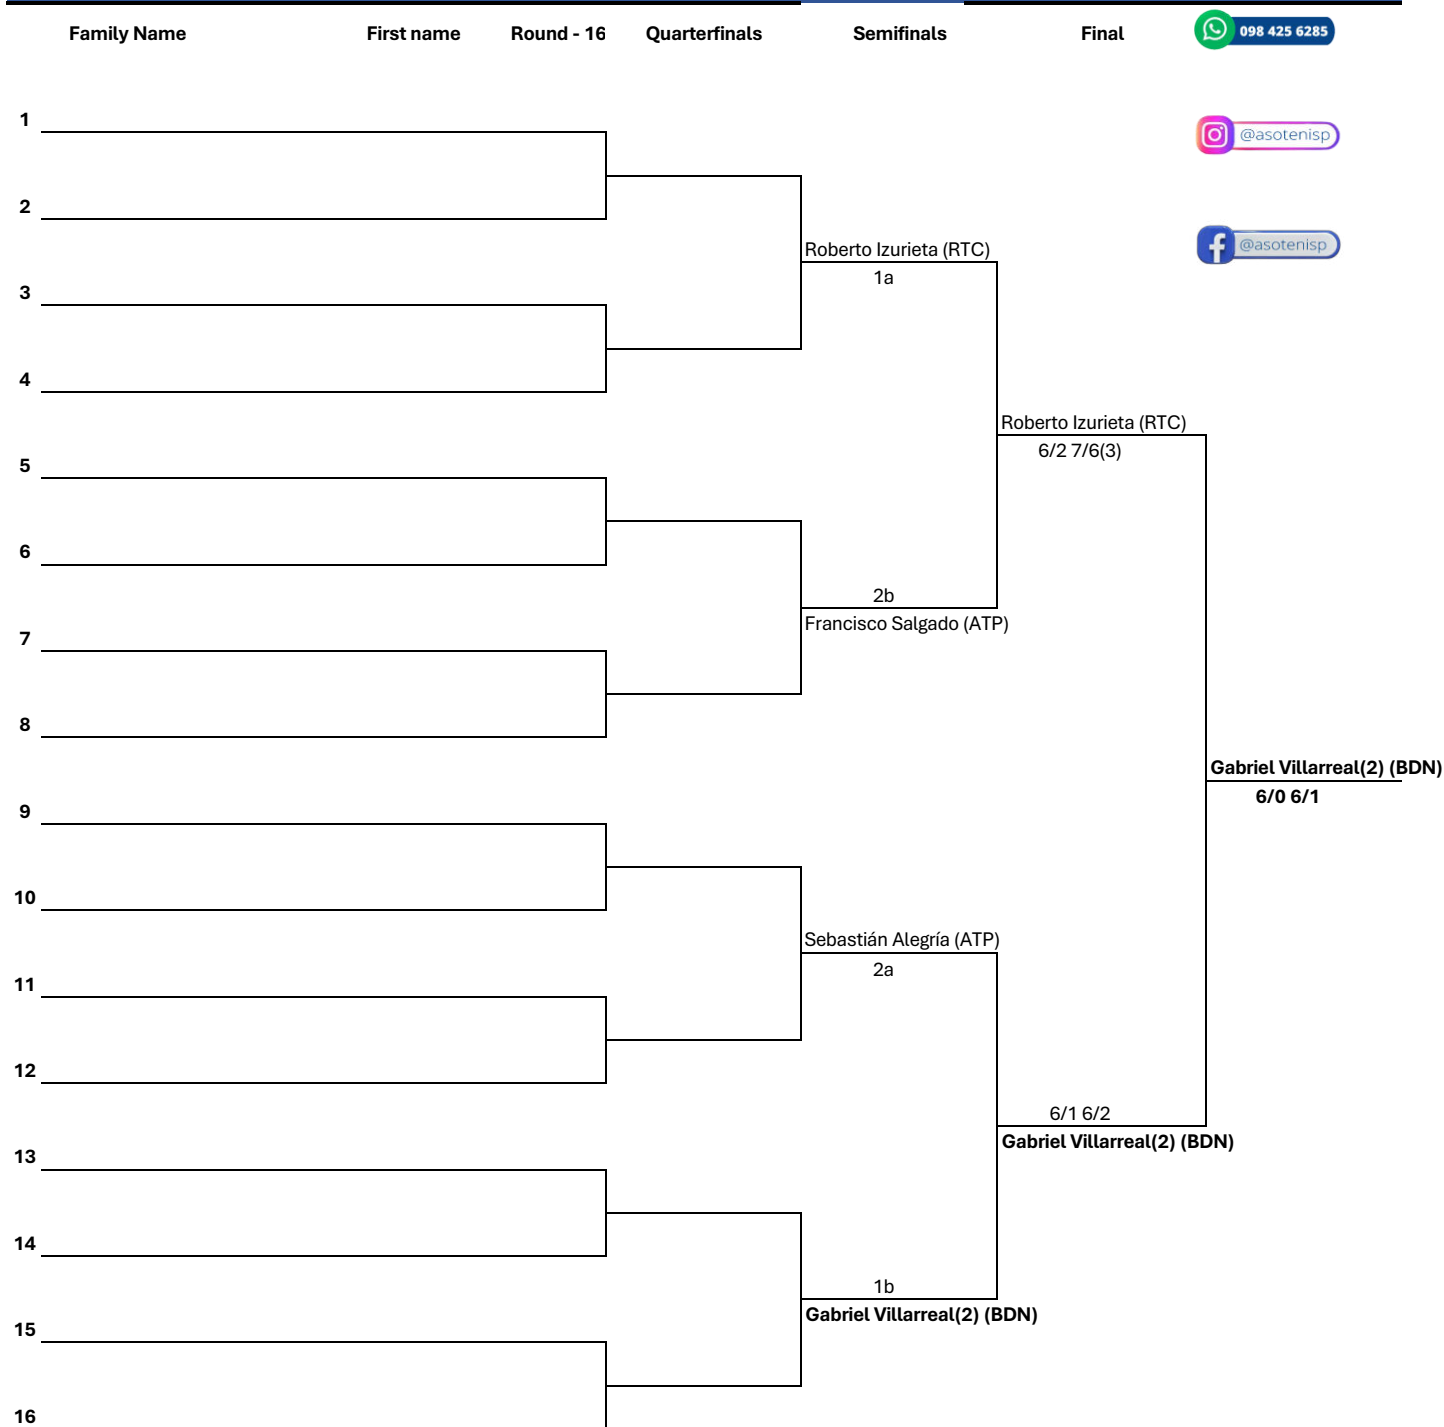 Family Name First name Round - 16 Quarterfinals Semifinals Final
098 425 6285
1
@asotenisp
2
@asotenisp
Roberto Izurieta (RTC)
1a
3
4
Roberto Izurieta (RTC)
6/2 7/6(3)
5
6
2b
Francisco Salgado (ATP)
7
8
Gabriel Villarreal(2) (BDN)
6/0 6/1
9
10
Sebastián Alegría (ATP)
2a
11
12
6/1 6/2
Gabriel Villarreal(2) (BDN)
13
14
1b
Gabriel Villarreal(2) (BDN)
15
16